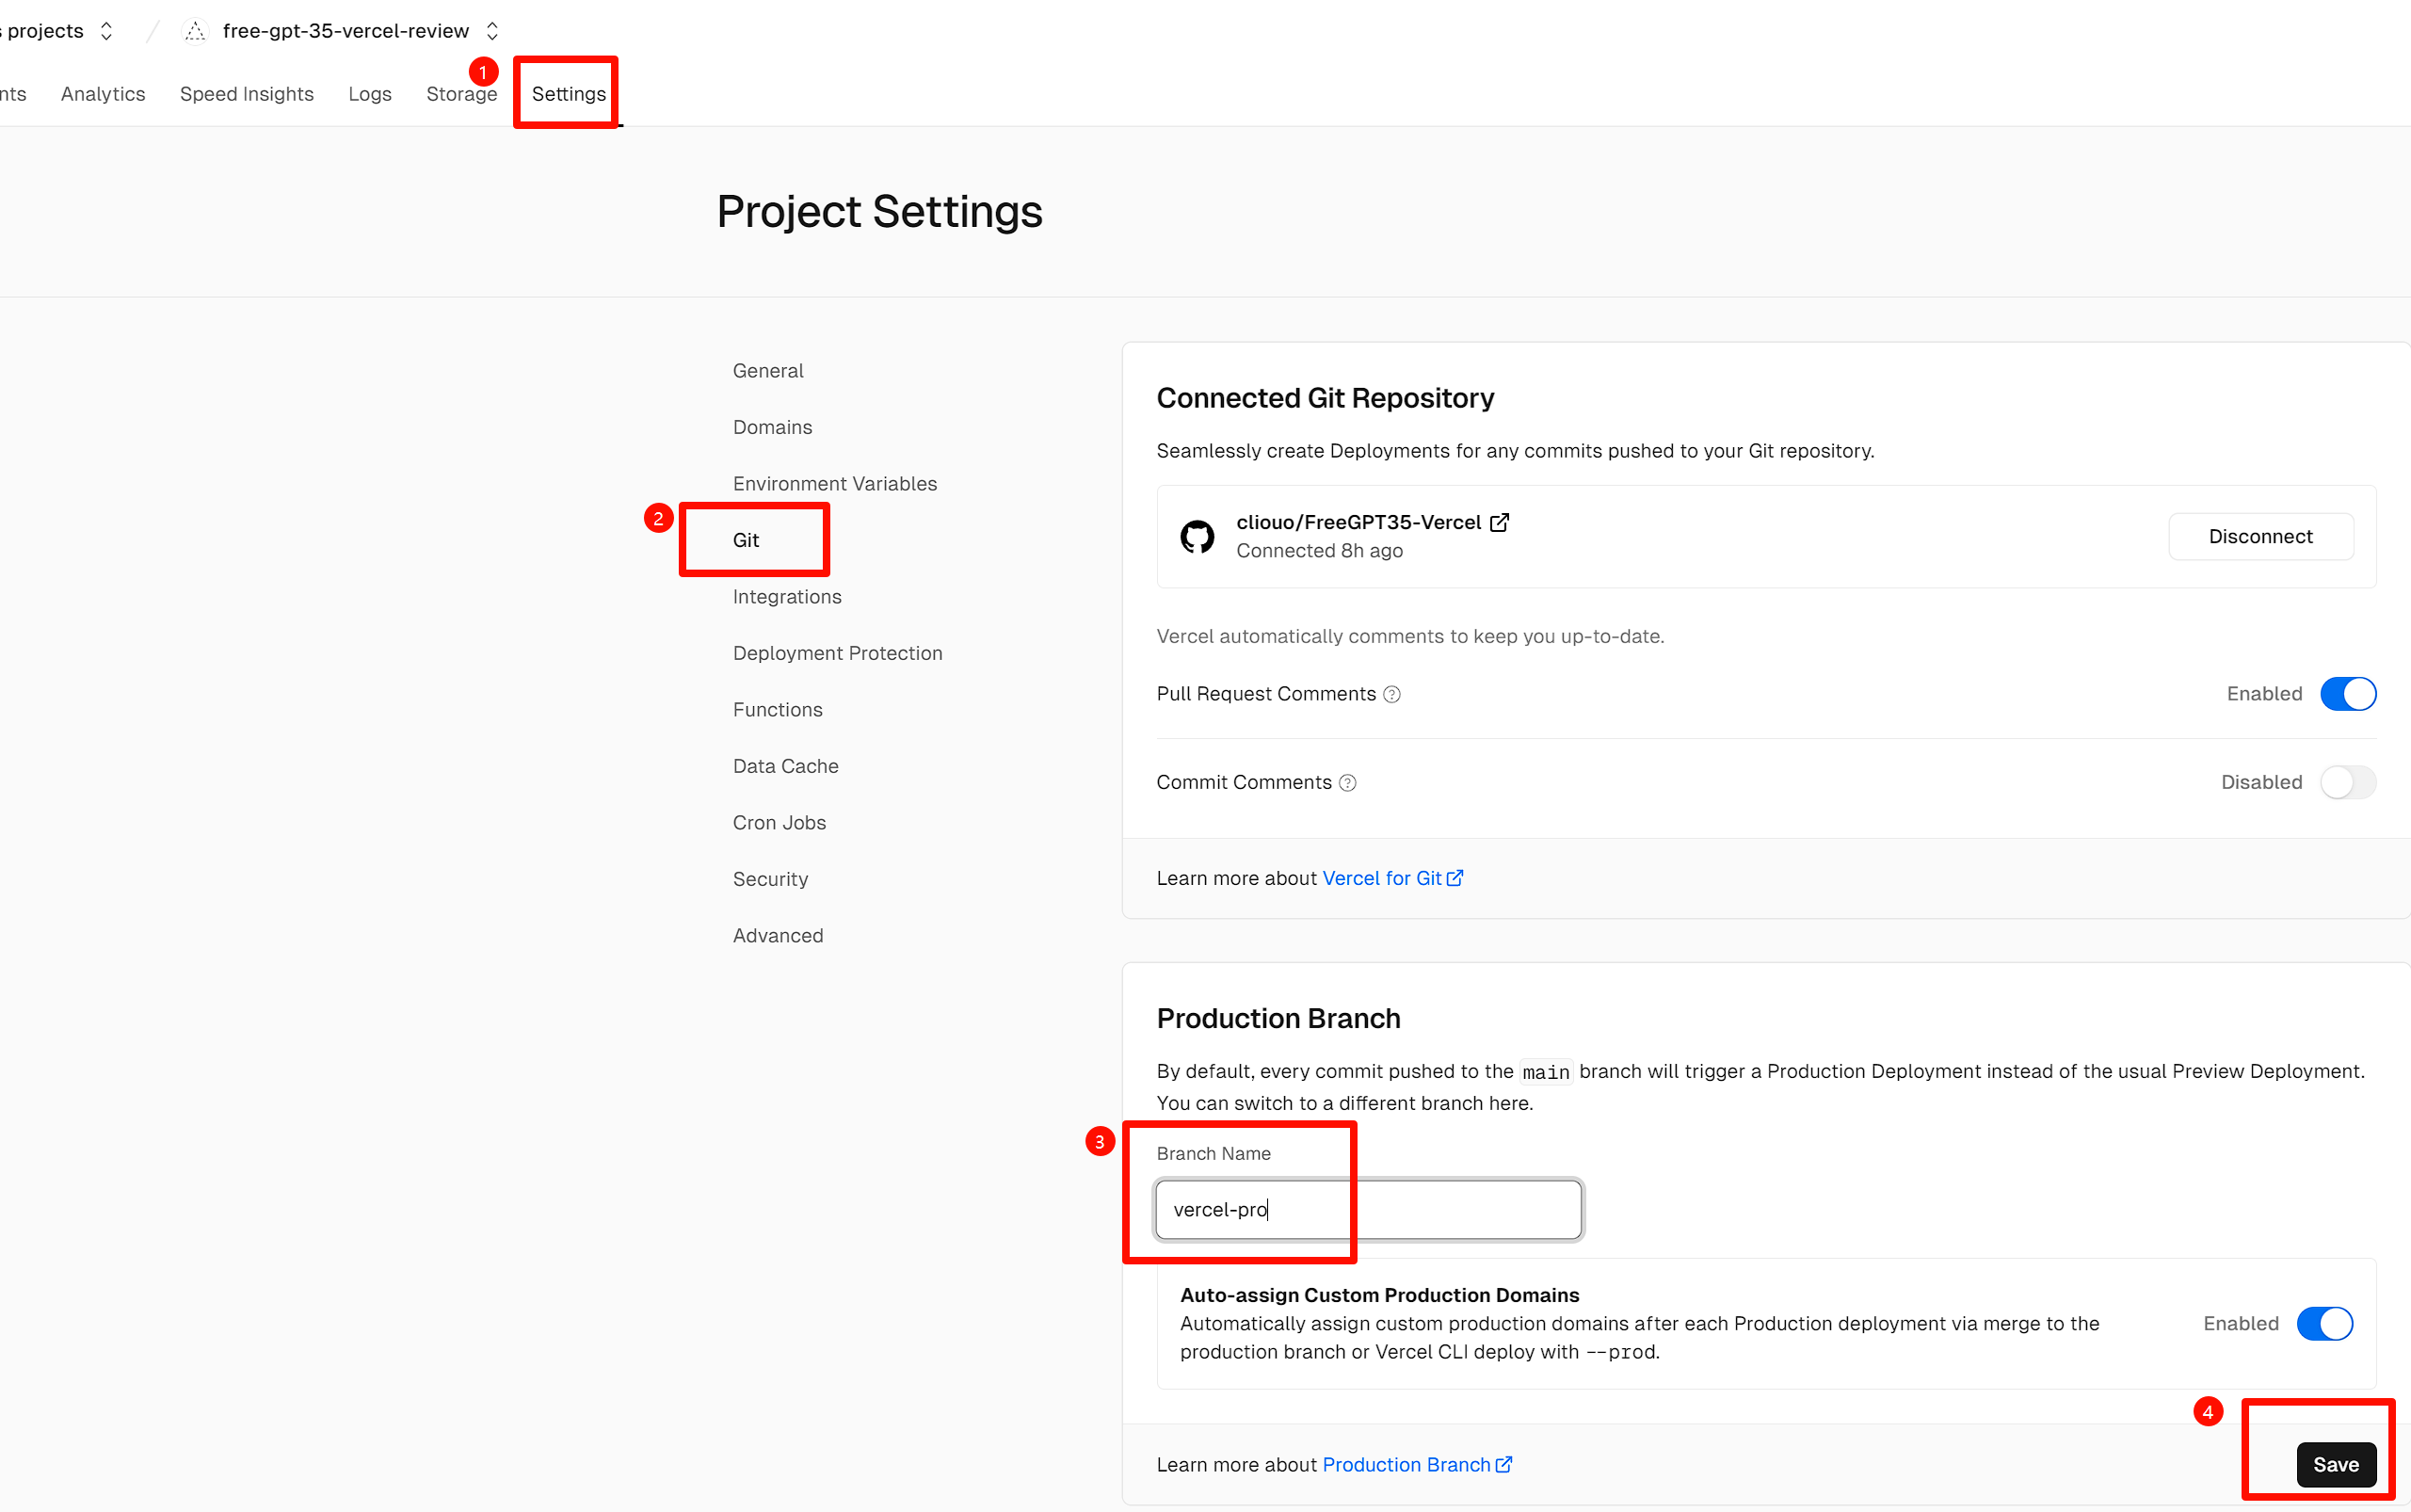 s projects
free-gpt-35-vercel-review
nts
Analytics
Speed Insights
Logs
Storage
1
Settings
Project Settings
General
Domains
Environment Variables
2
Git
Integrations
Deployment Protection
Functions
Data Cache
Cron Jobs
Security
Advanced
Connected Git Repository
Seamlessly create Deployments for any commits pushed to your Git repository.
cliouo/FreeGPT35-Vercel
Connected 8h ago
Disconnect
Vercel automatically comments to keep you up-to-date.
Pull Request Comments ?
Enabled
Commit Comments ?
Disabled
Learn more about Vercel for Git
Production Branch
By default, every commit pushed to the main branch will trigger a Production Deployment instead of the usual Preview Deployment.
You can switch to a different branch here.
3
Branch Name
vercel-pro
Auto-assign Custom Production Domains
Automatically assign custom production domains after each Production deployment via merge to the
production branch or Vercel CLI deploy with --prod.
Enabled
4
Learn more about Production Branch
Save